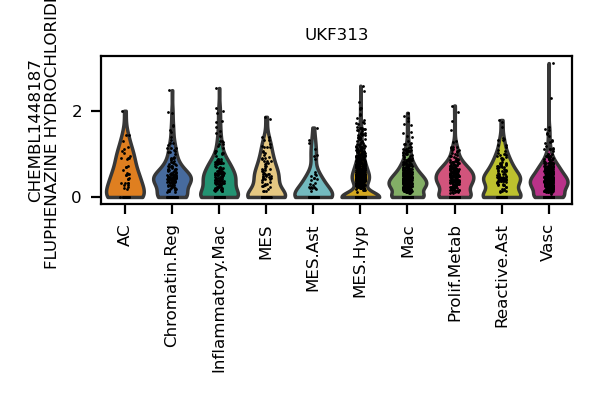 UKF313
CHEMBL1448187
FLUPHENAZINE HYDROCHLORIDE
2
0
AC
Chromatin.Reg
Inflammatory.Mac
MES
MES.Ast
MES.Hyp
Mac
Prolif.Metab
Reactive.Ast
Vasc